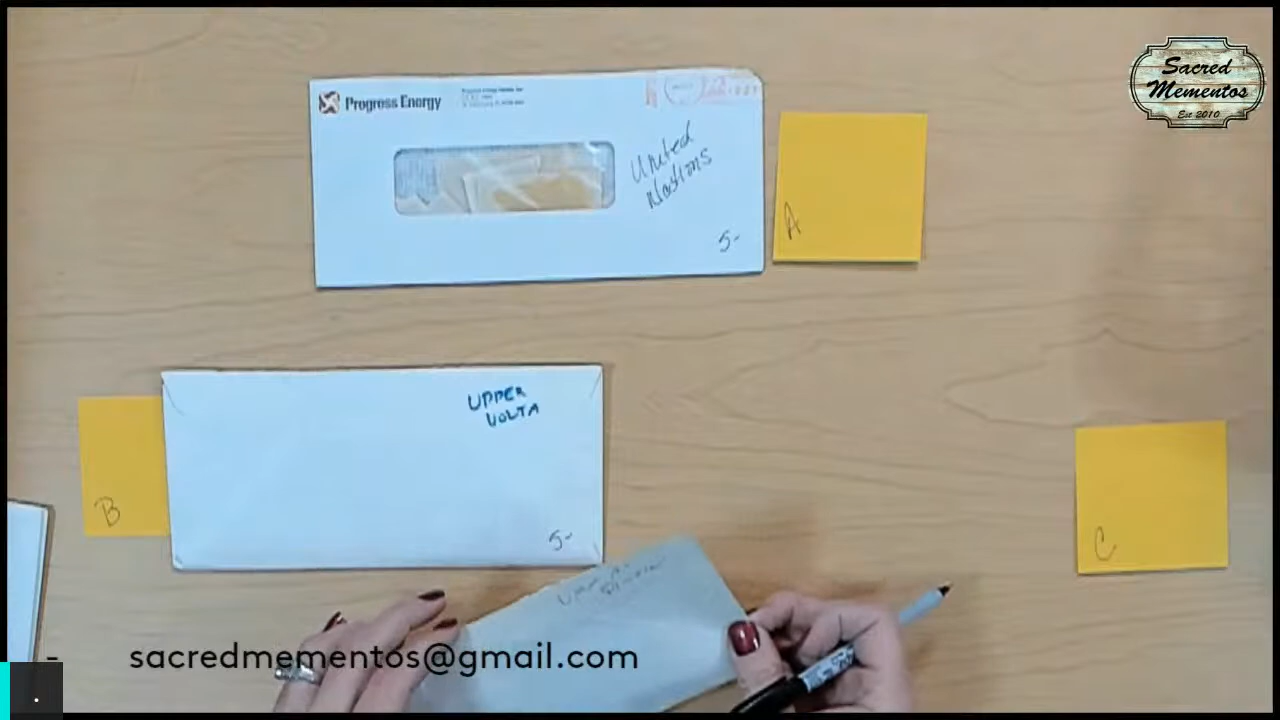 Sacred
Mementos
Est 2010
Progress Energy
United
Nations
5-
A
UPPER
VOLTA
5-
B
C
sacredmementos@gmail.com